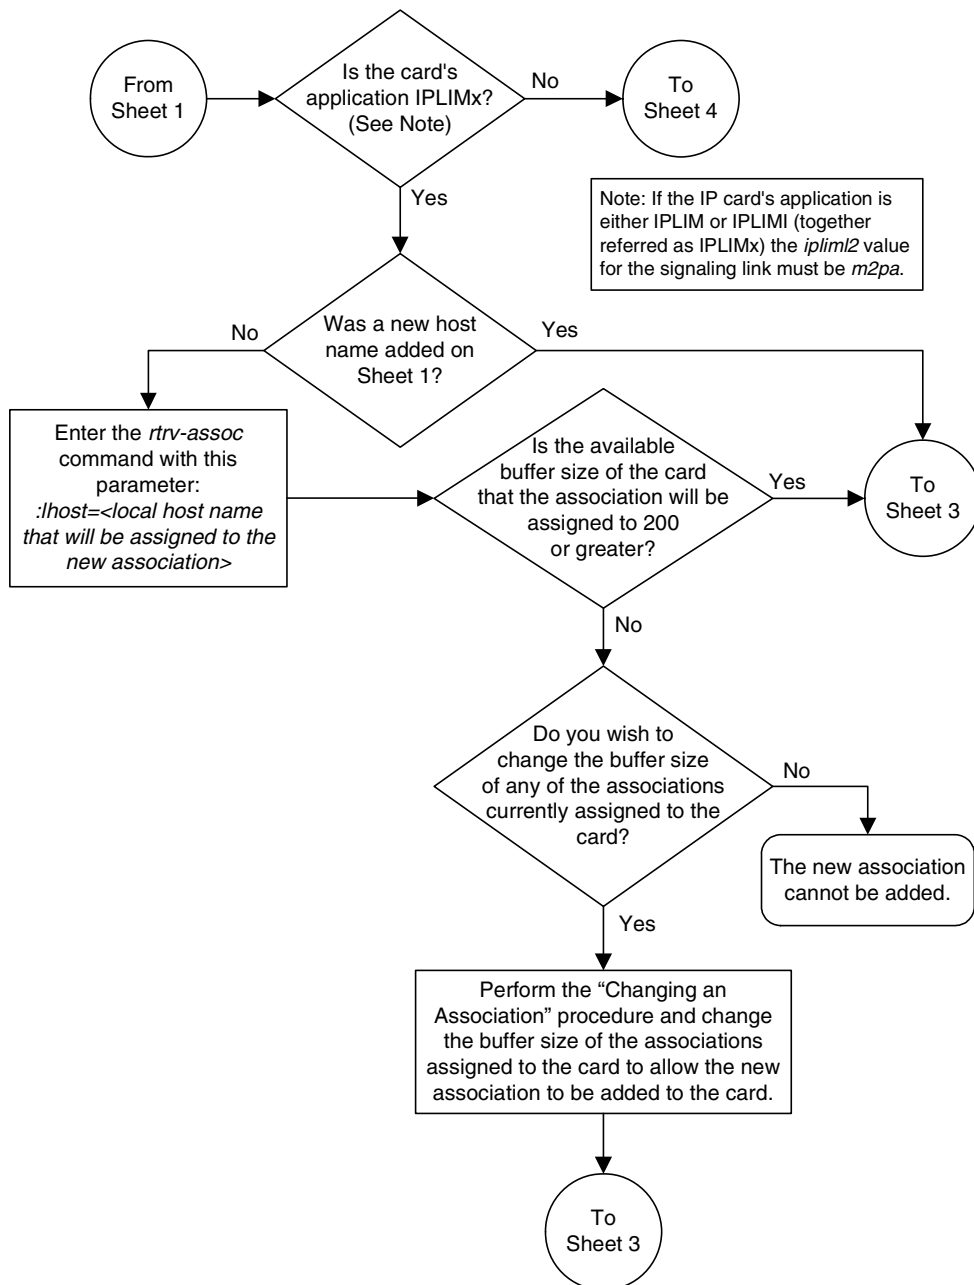 From
Sheet 1
Is the card's
application IPLIMx?
(See Note)
No
To
Sheet 4
Yes
Note: If the IP card's application is
either IPLIM or IPLIMI (together
referred as IPLIMx) the ipliml2 value
for the signaling link must be m2pa.
No
Was a new host
name added on
Sheet 1?
Yes
Enter the rtrv-assoc
command with this
parameter:
:lhost=<local host name
that will be assigned to the
new association>
Is the available
buffer size of the card
that the association will be
assigned to 200
or greater?
Yes
To
Sheet 3
No
Do you wish to
change the buffer size
of any of the associations
currently assigned to the
card?
No
The new association
cannot be added.
Yes
Perform the “Changing an
Association” procedure and change
the buffer size of the associations
assigned to the card to allow the new
association to be added to the card.
To
Sheet 3